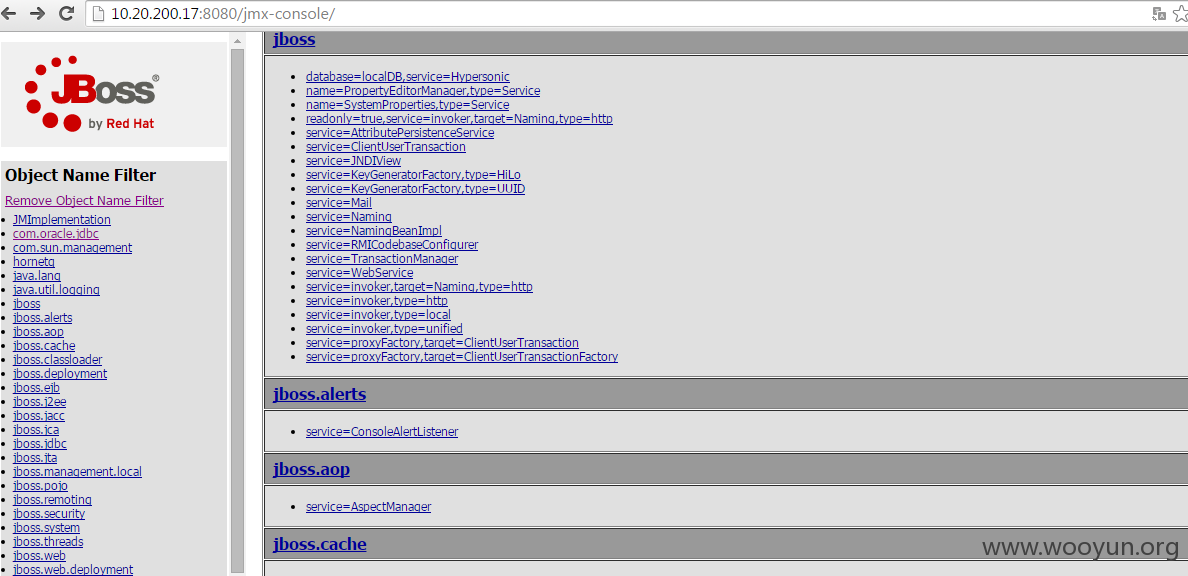 10.20.200.17:8080/jmx-console/
JBoss®
by Red Hat
Object Name Filter
Remove Object Name Filter
JMImplementation
com.oracle.jdbc
com.sun.management
hornetq
java.lang
java.util.logging
jboss
jboss.alerts
jboss.aop
jboss.cache
jboss.classloader
jboss.deployment
jboss.ejb
jboss.j2ee
jboss.jacc
jboss.jca
jboss.jdbc
jboss.jta
jboss.management.local
jboss.pojo
jboss.remoting
jboss.security
jboss.system
jboss.threads
jboss.web
jboss.web.deployment
jboss
database=localDB,service=Hypersonic
name=PropertyEditorManager,type=Service
name=SystemProperties,type=Service
readonly=true,service=invoker,target=Naming,type=http
service=AttributePersistenceService
service=ClientUserTransaction
service=JNDIView
service=KeyGeneratorFactory,type=HiLo
service=KeyGeneratorFactory,type=UUID
service=Mail
service=Naming
service=NamingBeanImpl
service=RMICodebaseConfigurer
service=TransactionManager
service=WebService
service=invoker,target=Naming,type=http
service=invoker,type=http
service=invoker,type=local
service=invoker,type=unified
service=proxyFactory,target=ClientUserTransaction
service=proxyFactory,target=ClientUserTransactionFactory
jboss.alerts
service=ConsoleAlertListener
jboss.aop
service=AspectManager
jboss.cache
www.wooyun.org